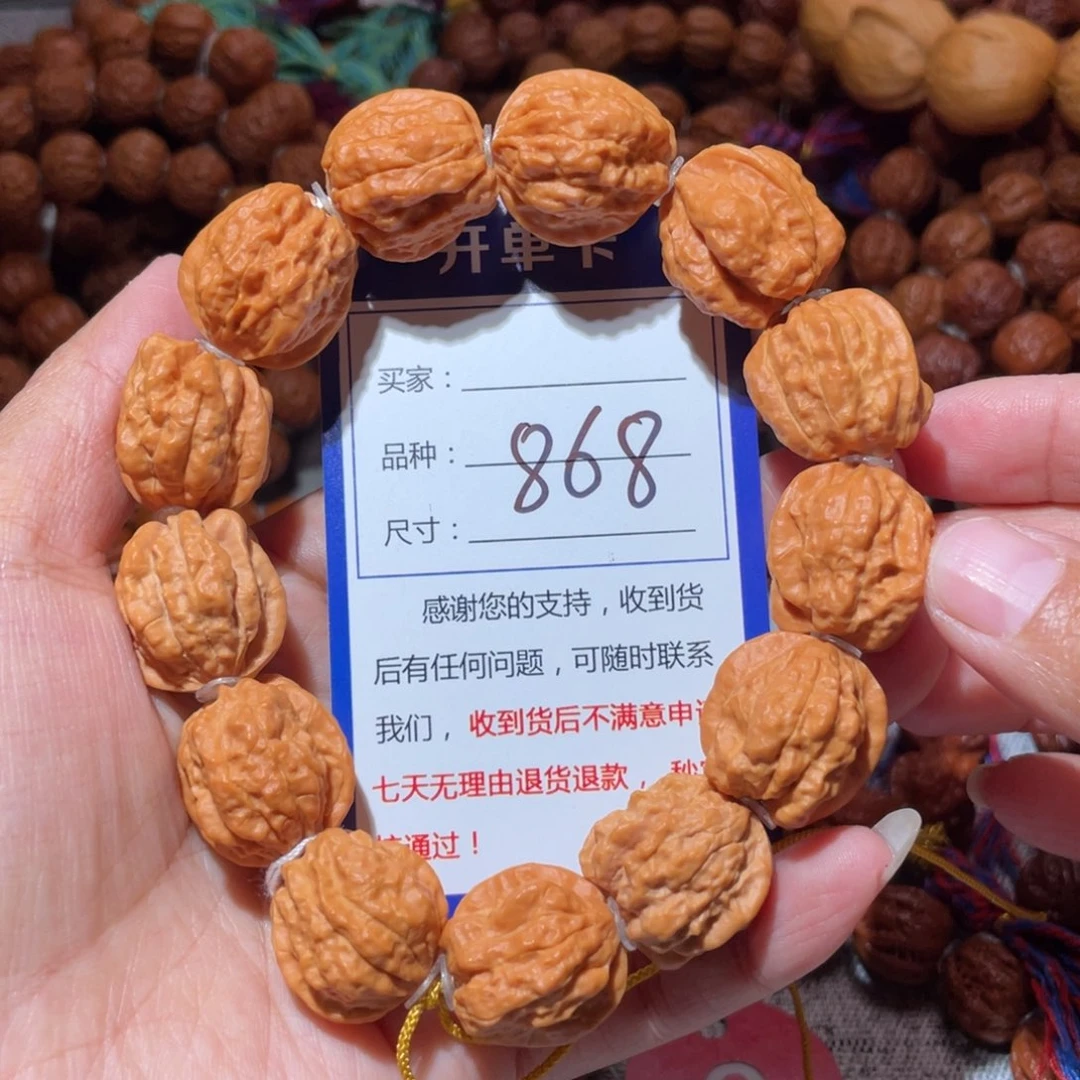 开单卡
买家：
品种：868
尺寸：
感谢您的支持，收到货
后有任何问题，可随时联系
我们，收到货后不满意申请
七天无理由退货退款，秒
通过！